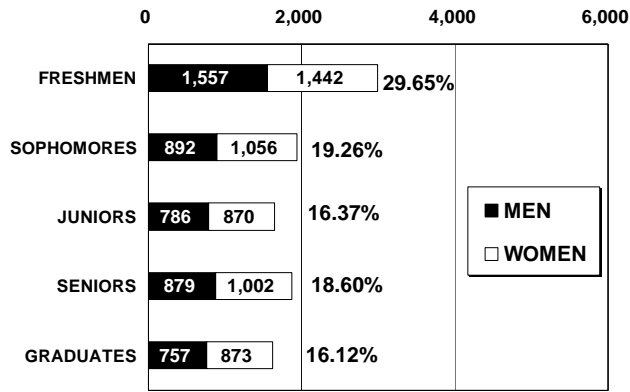 0 2,000 4,000 6,000
FRESHMEN 1,557 1,442 29.65%
SOPHOMORES 892 1,056 19.26%
JUNIORS 786 870 16.37%
MEN
WOMEN
SENIORS 879 1,002 18.60%
GRADUATES 757 873 16.12%